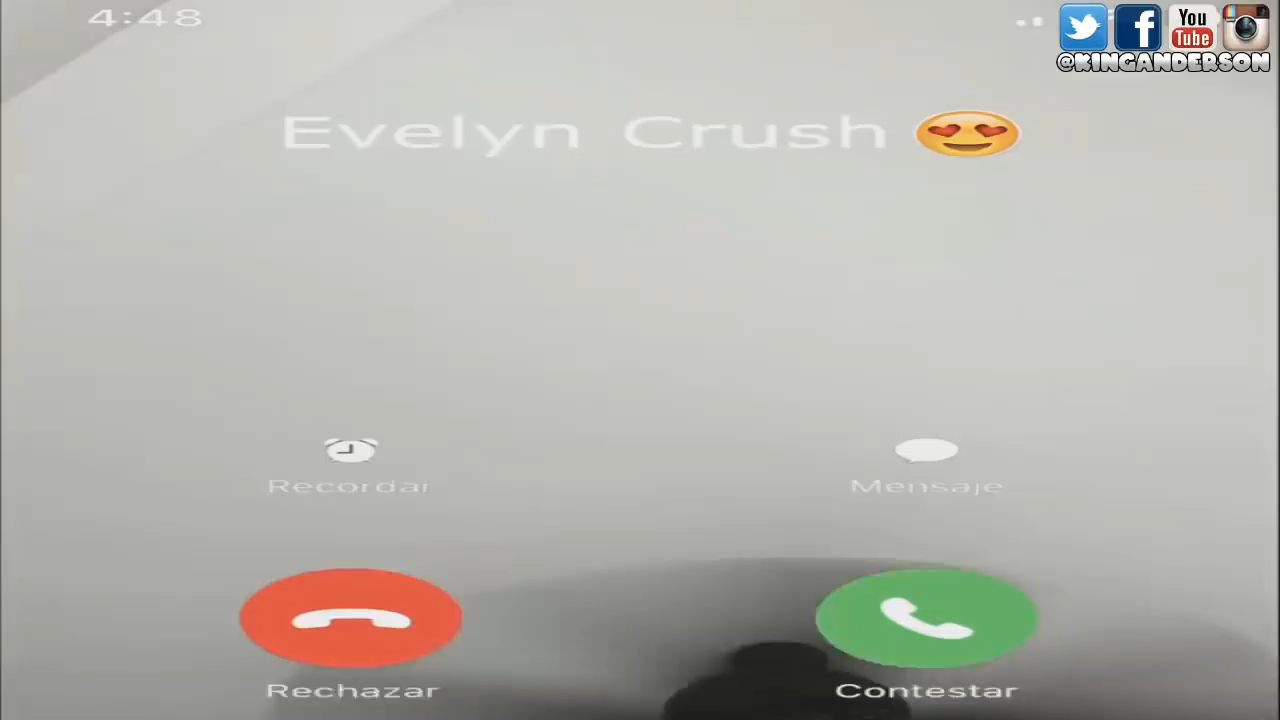 4:48
You
Tube
@KINGANDERSON
Evelyn Crush 😍
Recordar
Mensaje
Rechazar
Contestar